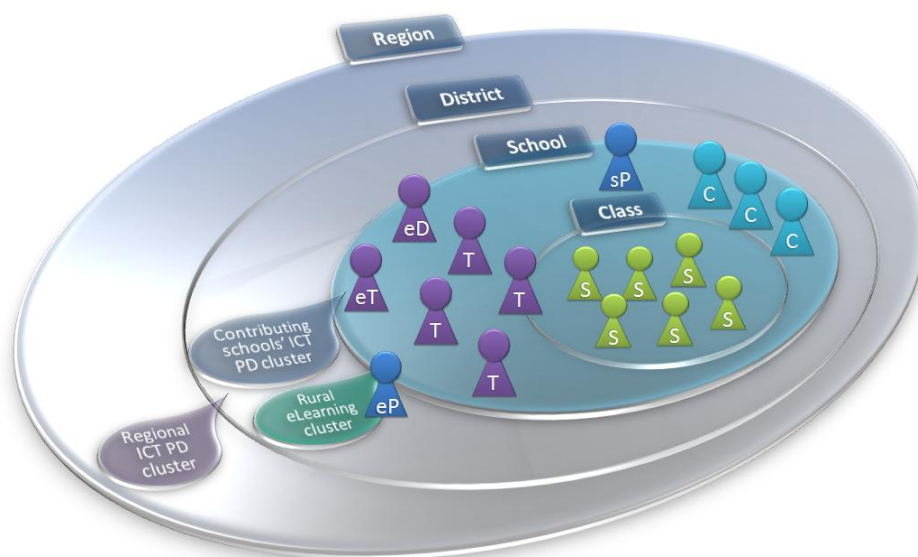 Region
District
School
sP
C
C
C
Class
eD
T
eT
T
T
T
S
S
S
S
S
S
Contributing
schools' ICT
PD cluster
Rural
eLearning
cluster
eP
Regional
ICT PD
cluster